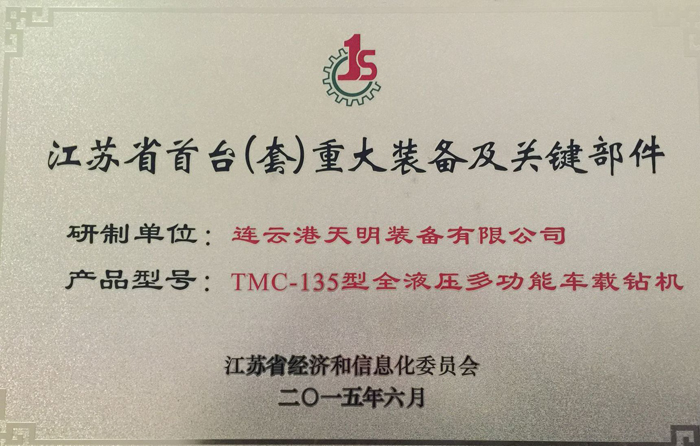 JS
江苏省首台(套)重大装备及关键部件
研制单位：连云港天明装备有限公司
产品型号：TMC-135型全液压多功能车载钻机
江苏省经济和信息化委员会
二〇一五年六月